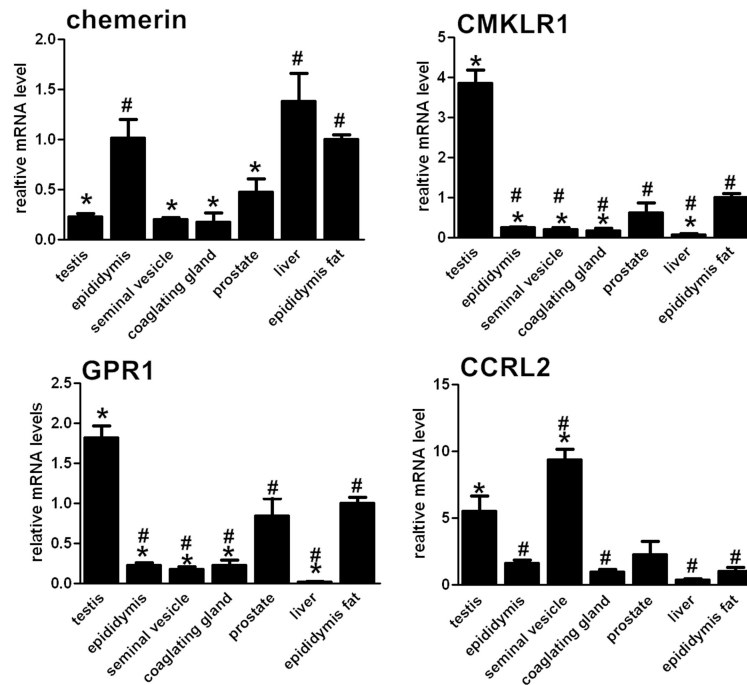 chemerin
realtive mRNA level
2.0
1.5
1.0
0.5
0.0
* # * * * # #
testis
epididymis
seminal vesicle
coaglating gland
prostate
liver
epididymis fat
CMKLR1
realtive mRNA level
5
4
3
2
1
0
* # # # # # #
* * * *
testis
epididymis
seminal vesicle
coaglating gland
prostate
liver
epididymis fat
GPR1
relative mRNA levels
2.5
2.0
1.5
1.0
0.5
0.0
* # # # # # #
* * * *
testis
epididymis
seminal vesicle
coaglating gland
prostate
liver
epididymis fat
CCRL2
realtive mRNA level
15
10
5
0
* # # # # #
*
testis
epididymis
seminal vesicle
coaglating gland
prostate
liver
epididymis fat